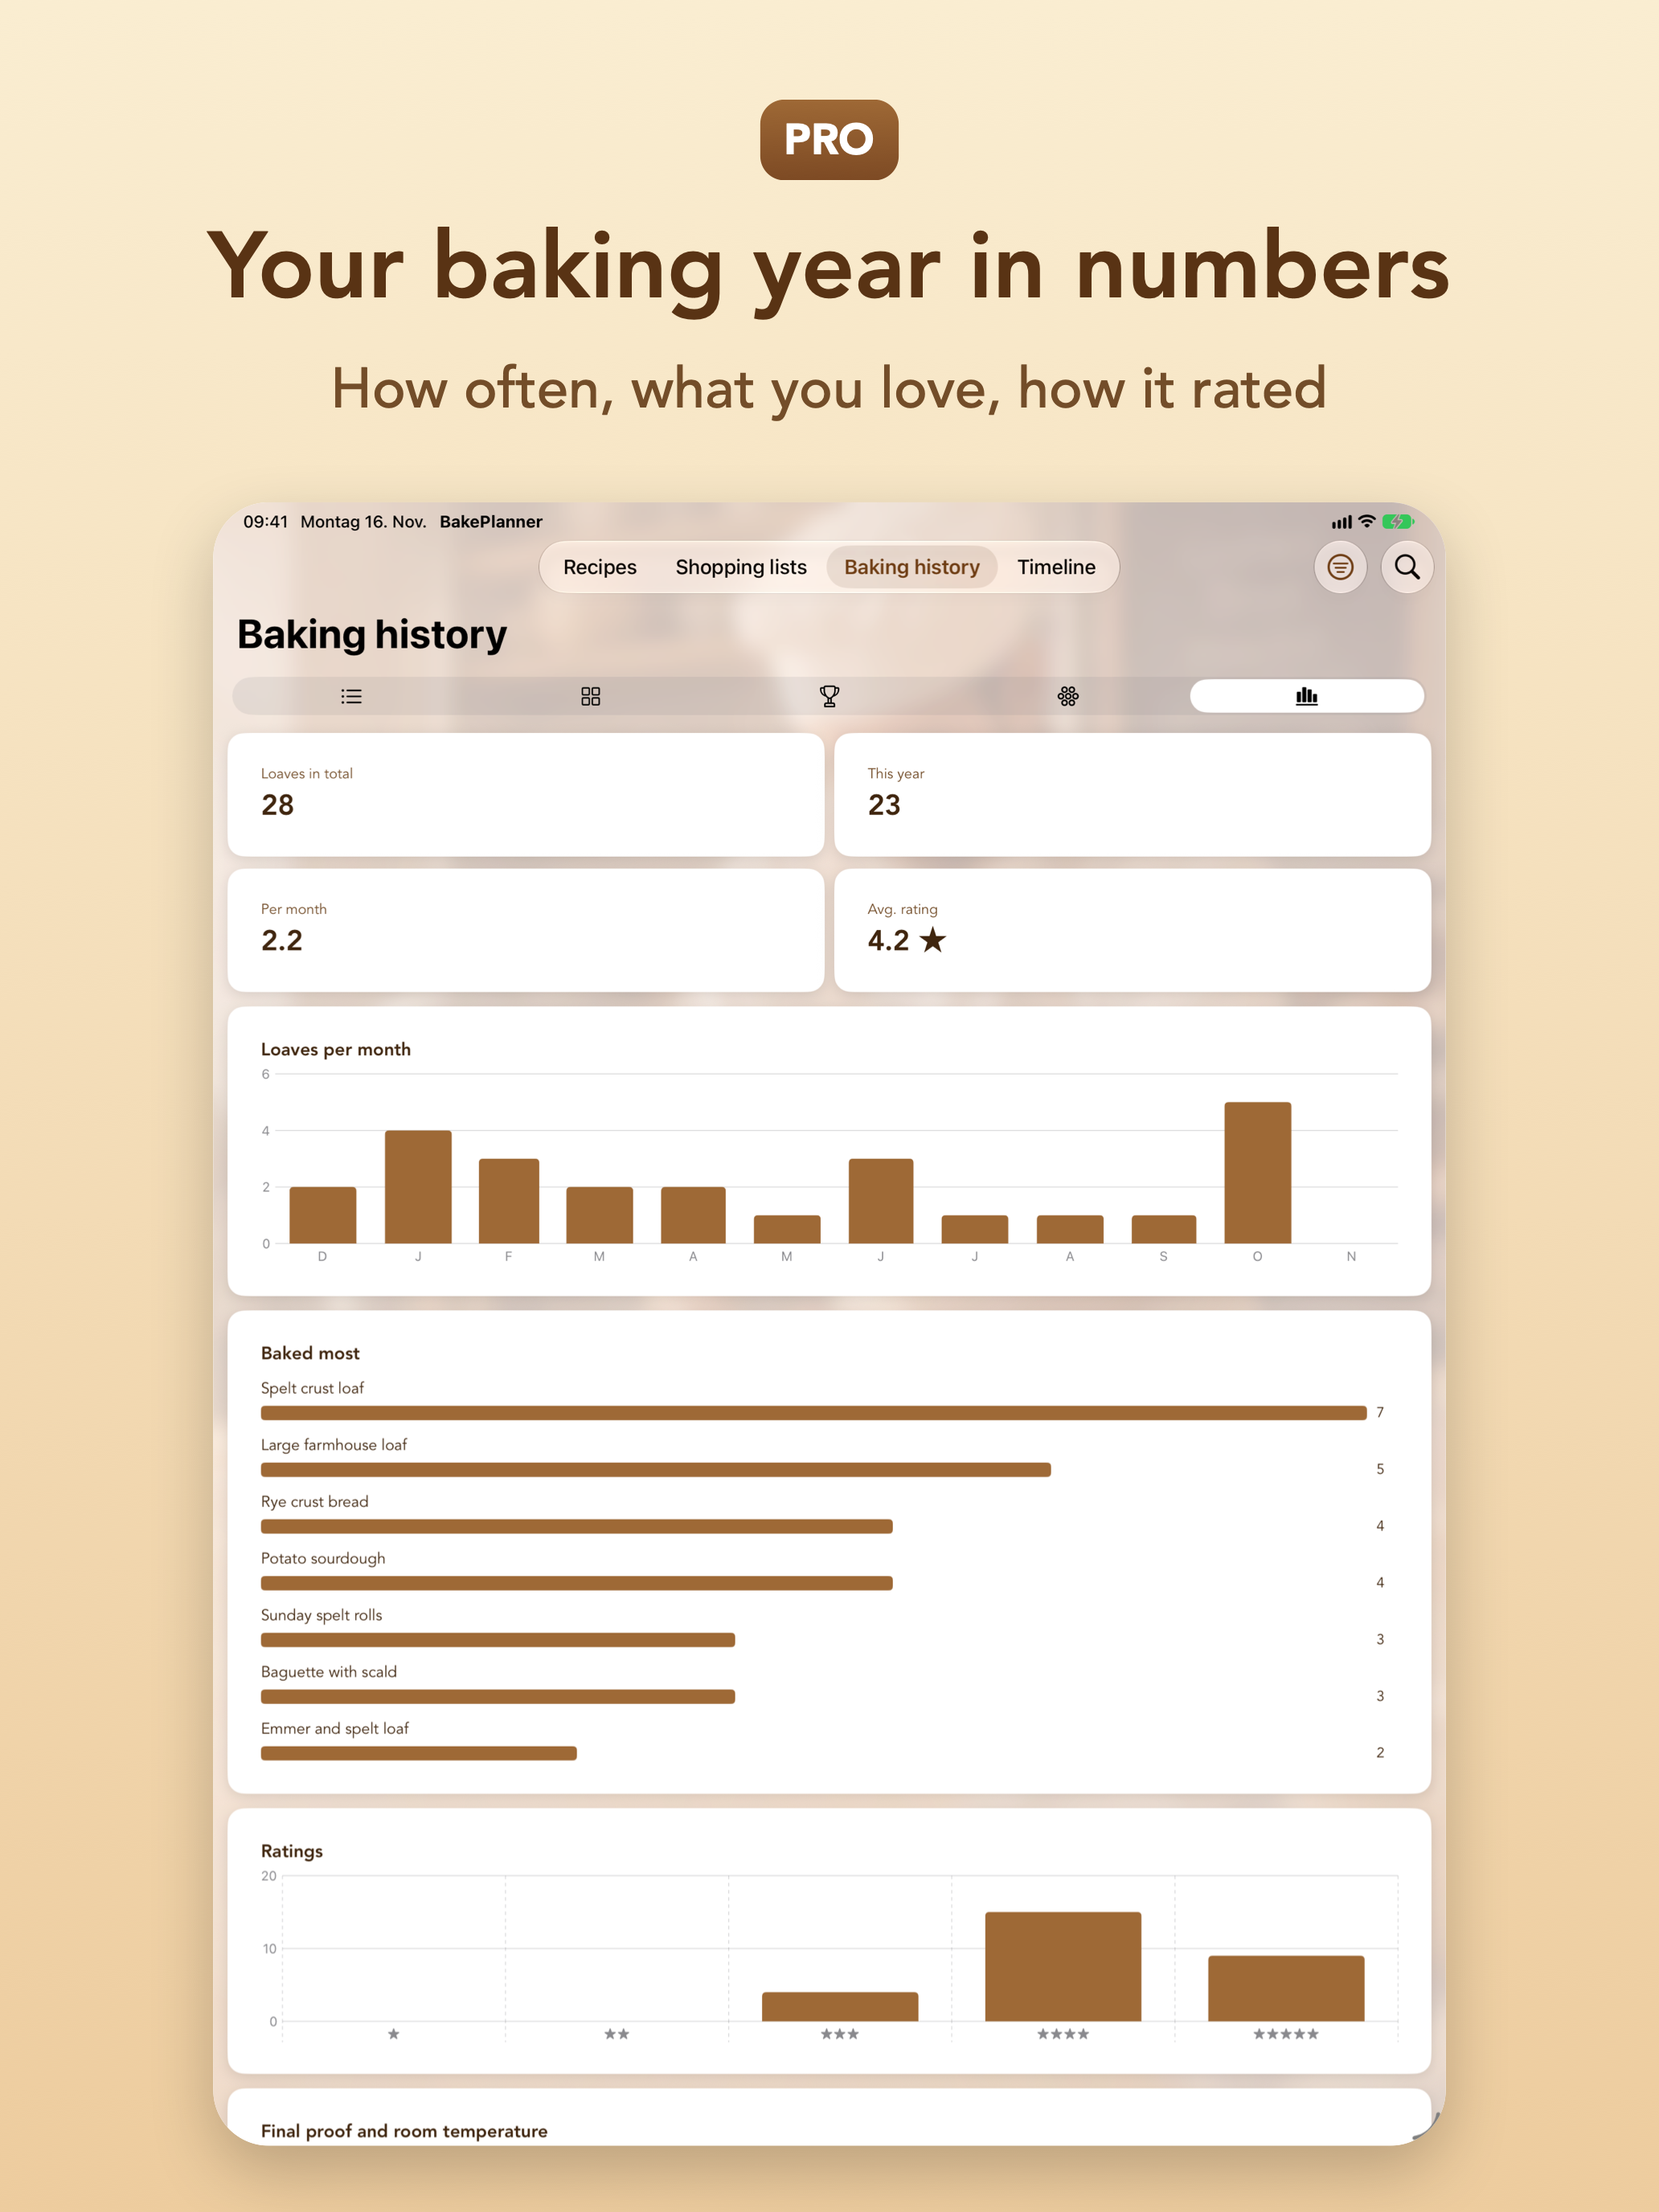 PRO
Your baking year in numbers
How often, what you love, how it rated
09:41 Montag 16. Nov. BakePlanner
Recipes Shopping lists Baking history Timeline
Baking history
Loaves in total
28
This year
23
Per month
2.2
Avg. rating
4.2 ★
Loaves per month
6
4
2
0
D J F M A M J J A S O N
Baked most
Spelt crust loaf
7
Large farmhouse loaf
5
Rye crust bread
4
Potato sourdough
4
Sunday spelt rolls
3
Baguette with scald
3
Emmer and spelt loaf
2
Ratings
20
10
0
★ ★★ ★★★ ★★★★ ★★★★★
Final proof and room temperature